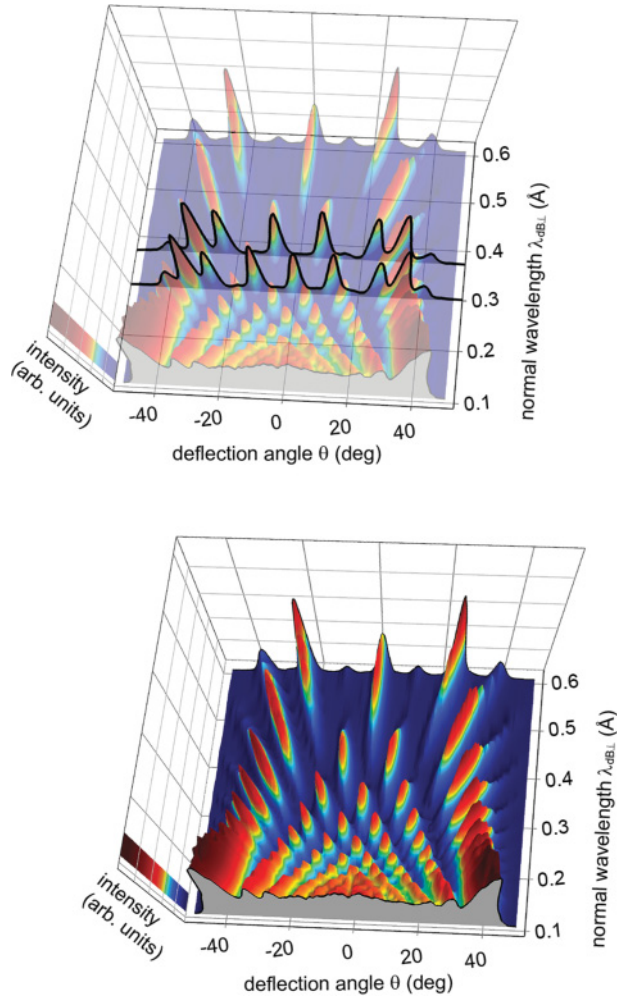 0.6
0.5
0.4
0.3
0.2
0.1
normal wavelength λdB⊥ (Å)
intensity
(arb. units)
-40
-20
0
20
40
deflection angle θ (deg)
0.6
0.5
0.4
0.3
0.2
0.1
normal wavelength λdB⊥ (Å)
intensity
(arb. units)
-40
-20
0
20
40
deflection angle θ (deg)